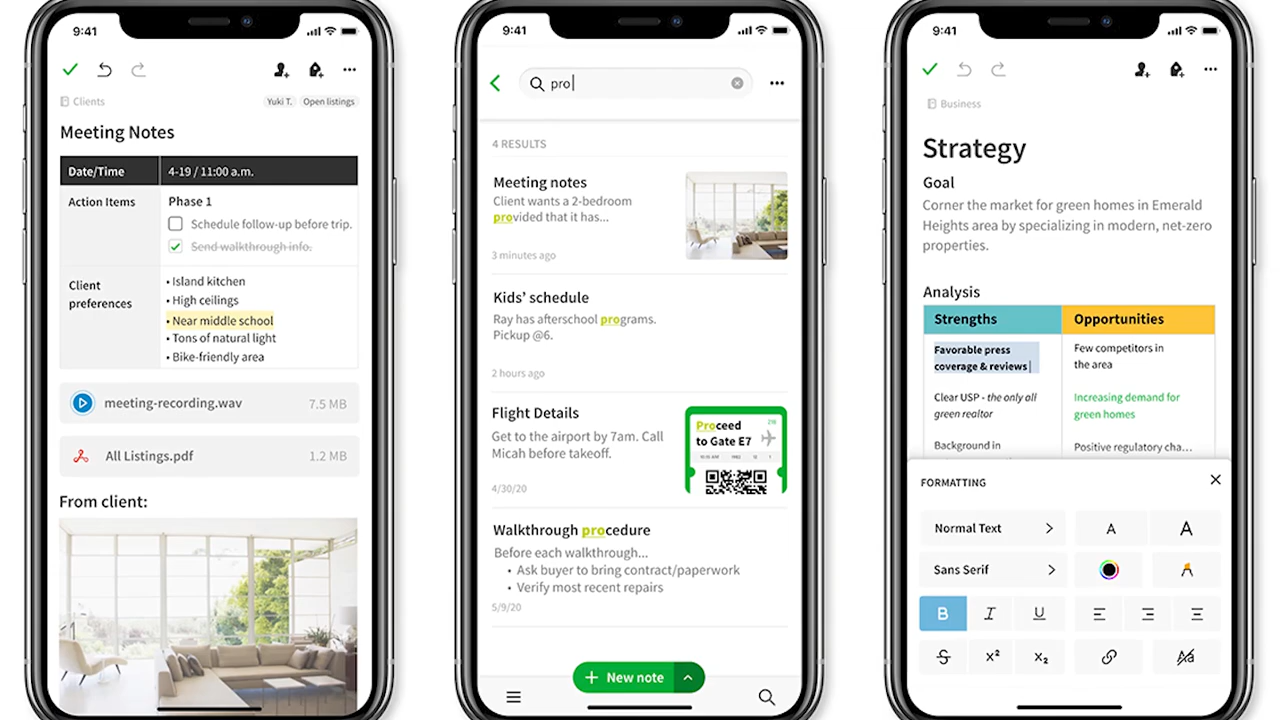 9:41
Clients
Yuki T.
Open listings
Meeting Notes
Date/Time
4-19 / 11:00 a.m.
Action Items
Phase 1
Schedule follow-up before trip.
Send walkthrough info.
Client
preferences
• Island kitchen
• High ceilings
• Near middle school
• Tons of natural light
• Bike-friendly area
meeting-recording.wav
7.5 MB
All Listings.pdf
1.2 MB
From client:
9:41
pro
4 RESULTS
Meeting notes
Client wants a 2-bedroom
provided that it has...
3 minutes ago
Kids’ schedule
Ray has afterschool programs.
Pickup @6.
2 hours ago
Flight Details
Get to the airport by 7am. Call
Micah before takeoff.
4/30/20
Proceed
to Gate E7
Walkthrough procedure
Before each walkthrough...
• Ask buyer to bring contract/paperwork
• Verify most recent repairs
5/9/20
+ New note
9:41
Business
Strategy
Goal
Corner the market for green homes in Emerald
Heights area by specializing in modern, net-zero
properties.
Analysis
Strengths
Opportunities
Favorable press
coverage & reviews
Few competitors in
the area
Clear USP - the only all
green realtor
Increasing demand for
green homes
Background in
Positive regulatory cha...
FORMATTING
Normal Text
A
A
Sans Serif
B
I
U
S
x²
x₂
Aa